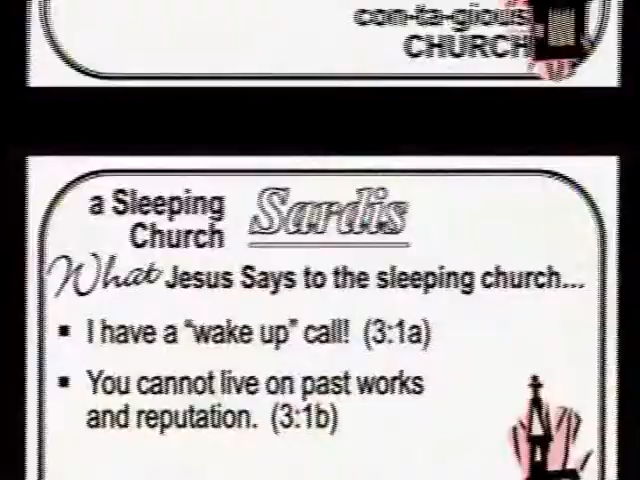 con-ta-gious
CHURCH
a Sleeping Sardis
Church
What Jesus Says to the sleeping church...
▪ I have a "wake up" call! (3:1a)
▪ You cannot live on past works
and reputation. (3:1b)